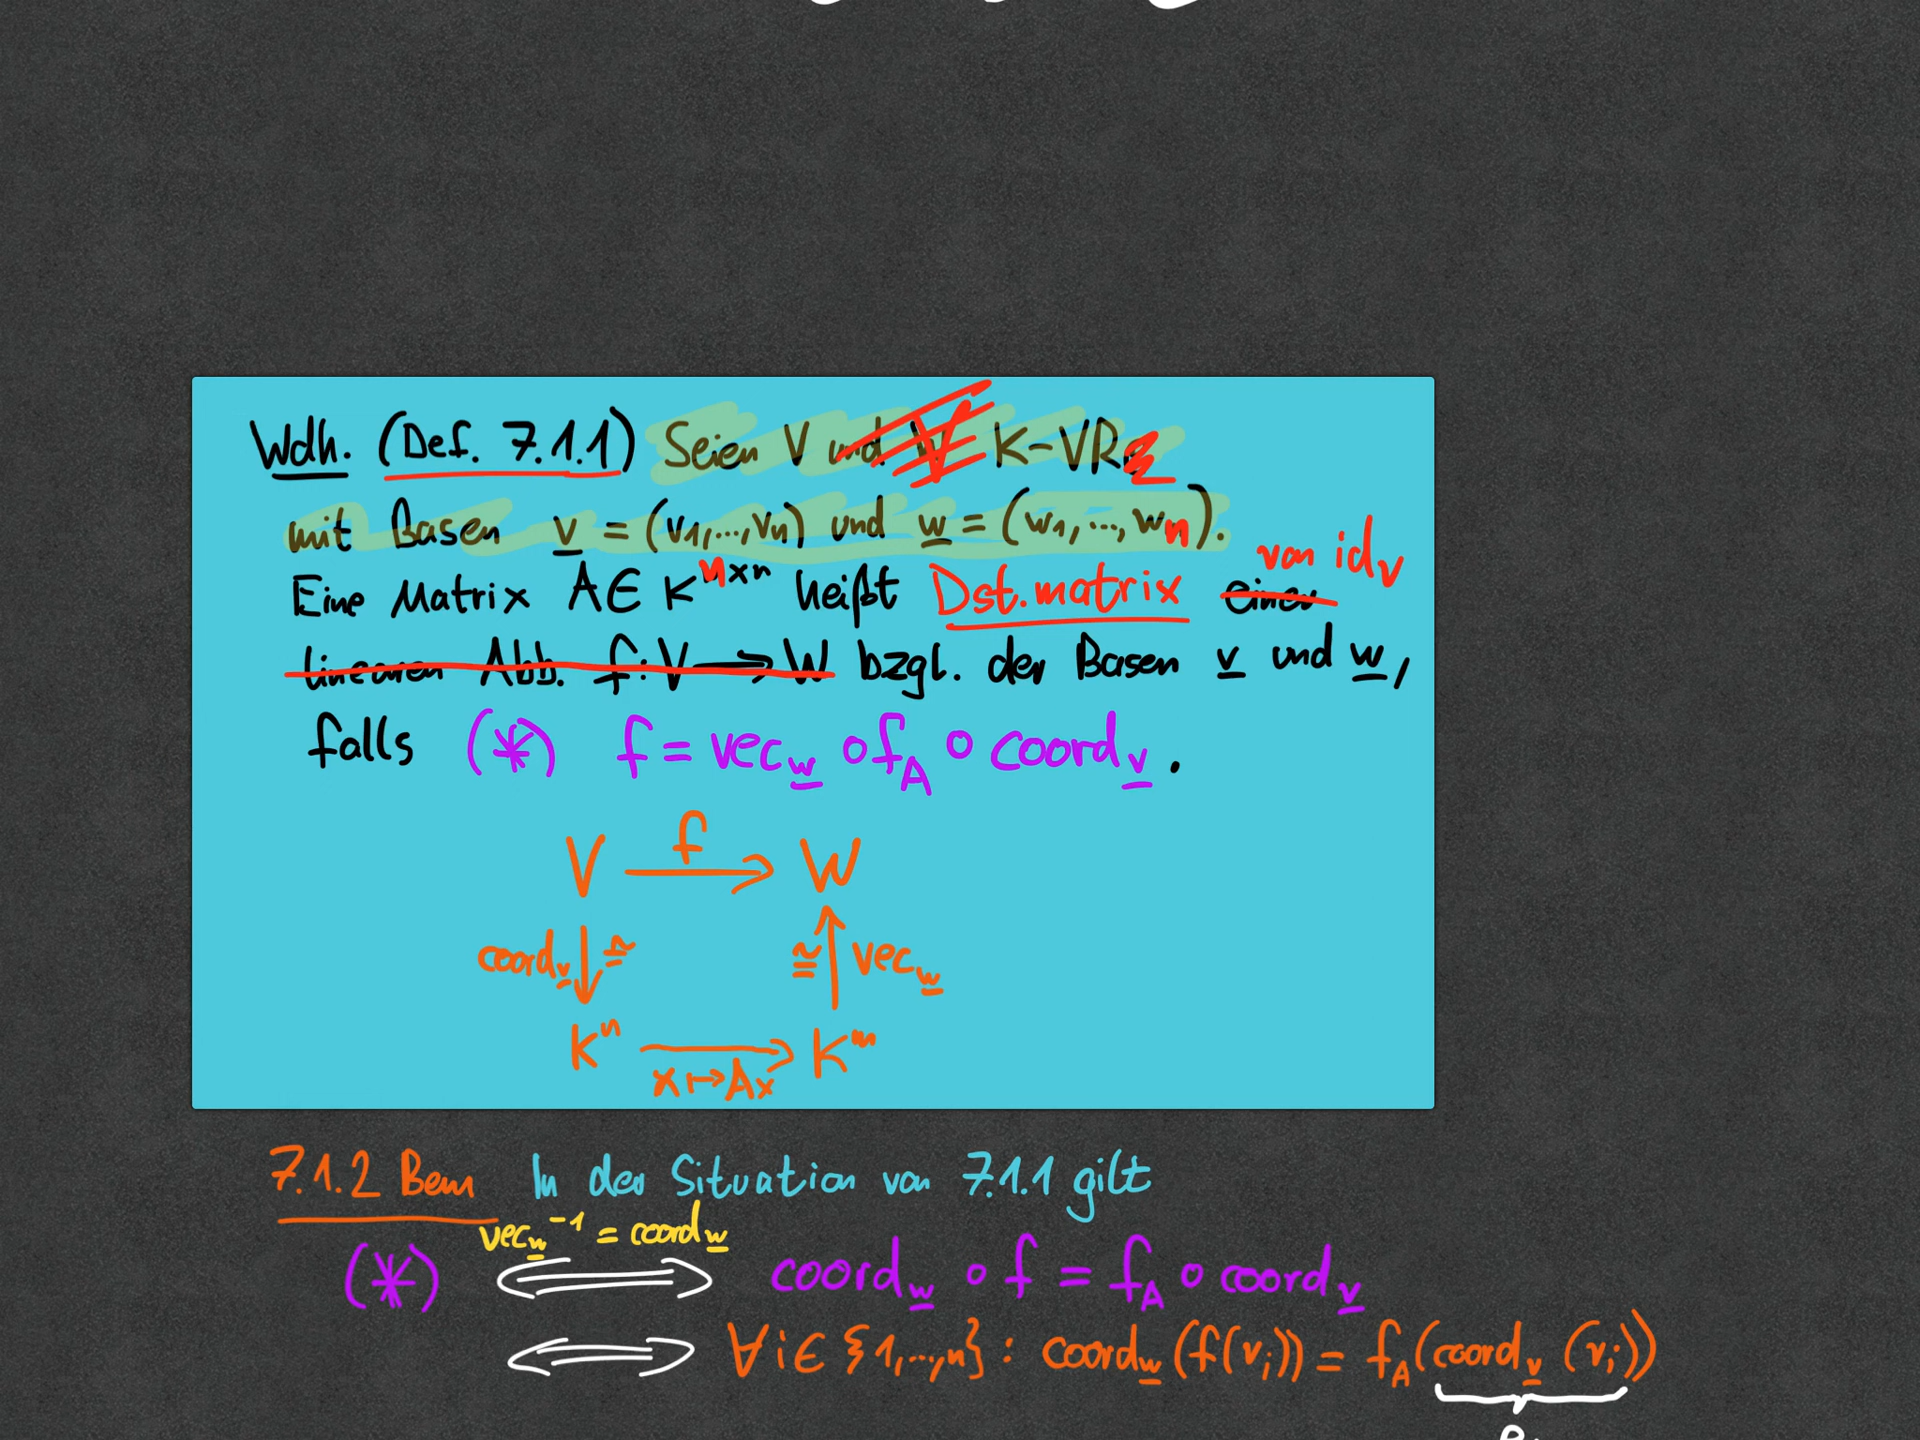 Wdh. (Def. 7.1.1) Seien V und W K-VRe
mit Basen v = (v1,...,vn) und w = (w1,...,wn).
von idV
Eine Matrix A∈K^n×n heißt Dst.matrix einer
linearen Abb. f: V → W bzgl. der Basen v und w,
falls (*) f = vec_w ∘ f_A ∘ coord_v .
V f→ W
coord_v ↓ ≅ ≅ ↑ vec_w
K^n x ↦ Ax → K^m
7.1.2 Bem In der Situation von 7.1.1 gilt
vec_w^-1 = coord_w
(*) ⟺ coord_w ∘ f = f_A ∘ coord_v
⟺ ∀ i ∈ {1,...,n} : coord_w (f(v_i)) = f_A(coord_v (v_i))